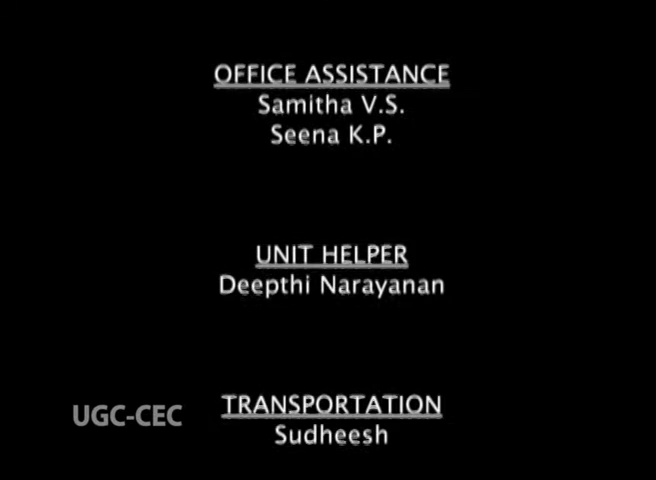 OFFICE ASSISTANCE
Samitha V.S.
Seena K.P.
UNIT HELPER
Deepthi Narayanan
TRANSPORTATION
Sudheesh
UGC-CEC